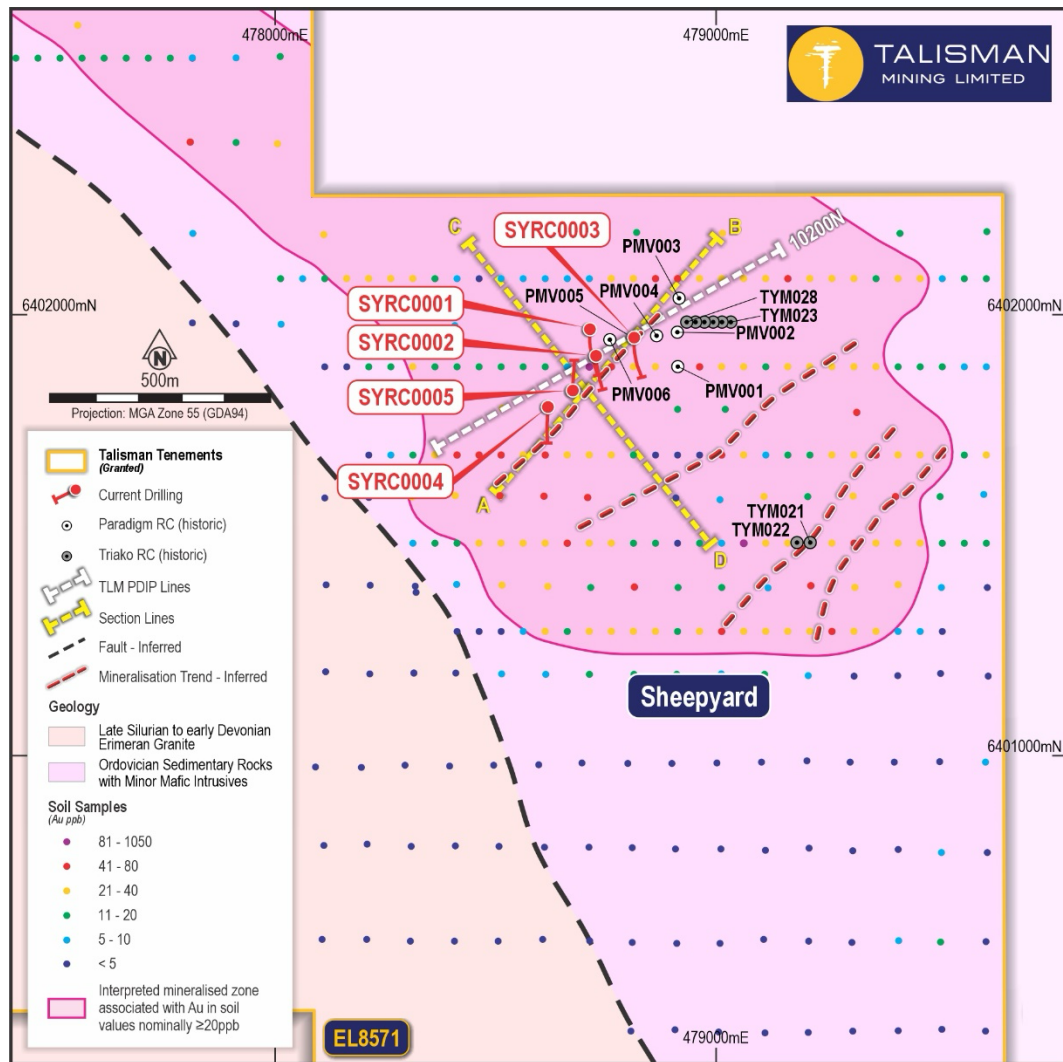 478000mE
479000mE
TALISMAN
MINING LIMITED
C
B
10200N
SYRC0003
PMV003
PMV005
PMV004
TYM028
TYM023
PMV002
6402000mN
6402000mN
SYRC0001
SYRC0002
N
500m
Projection: MGA Zone 55 (GDA94)
PMV006
PMV001
SYRC0005
SYRC0004
A
D
TYM021
TYM022
Talisman Tenements
(Granted)
Current Drilling
Paradigm RC (historic)
Triako RC (historic)
TLM PDIP Lines
Section Lines
Fault - Inferred
Mineralisation Trend - Inferred
Geology
Late Silurian to early Devonian
Erimeran Granite
Ordovician Sedimentary Rocks
with Minor Mafic Intrusives
Soil Samples
(Au ppb)
81 - 1050
41 - 80
21 - 40
11 - 20
5 - 10
< 5
Interpreted mineralised zone
associated with Au in soil
values nominally ≥20ppb
Sheepyard
6401000mN
EL8571
479000mE